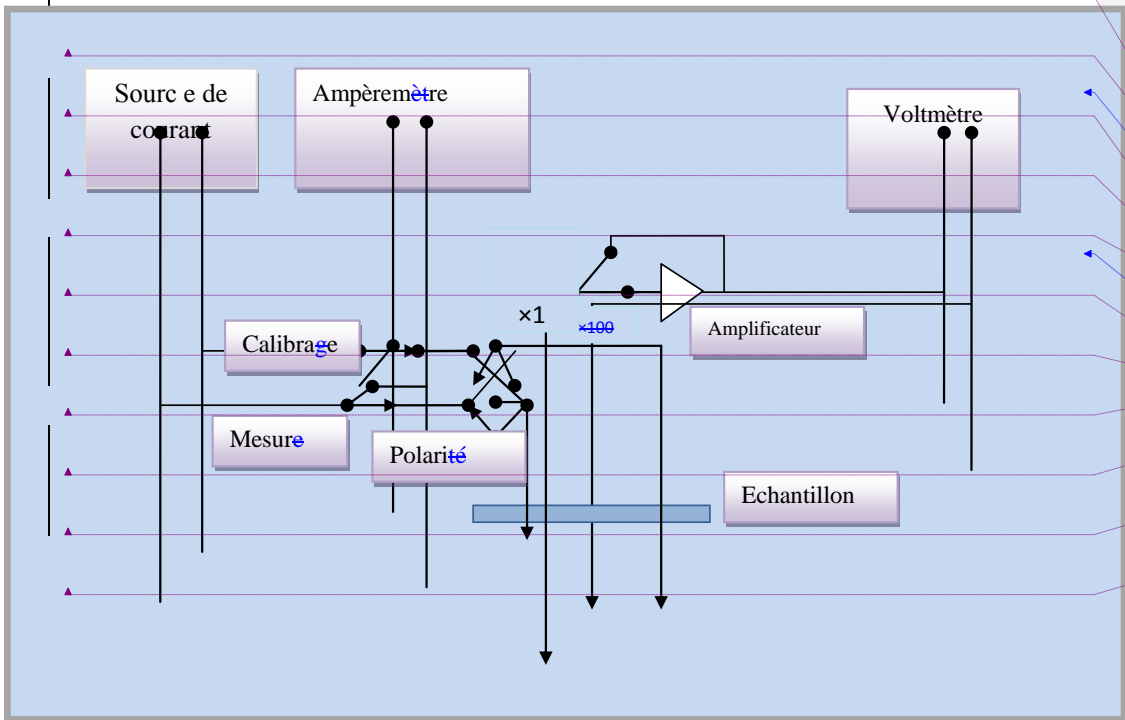 Sourc e de
courant
Ampèremètre
Voltmètre
×1
×100
Amplificateur
Calibrage
Mesure
Polarité
Echantillon